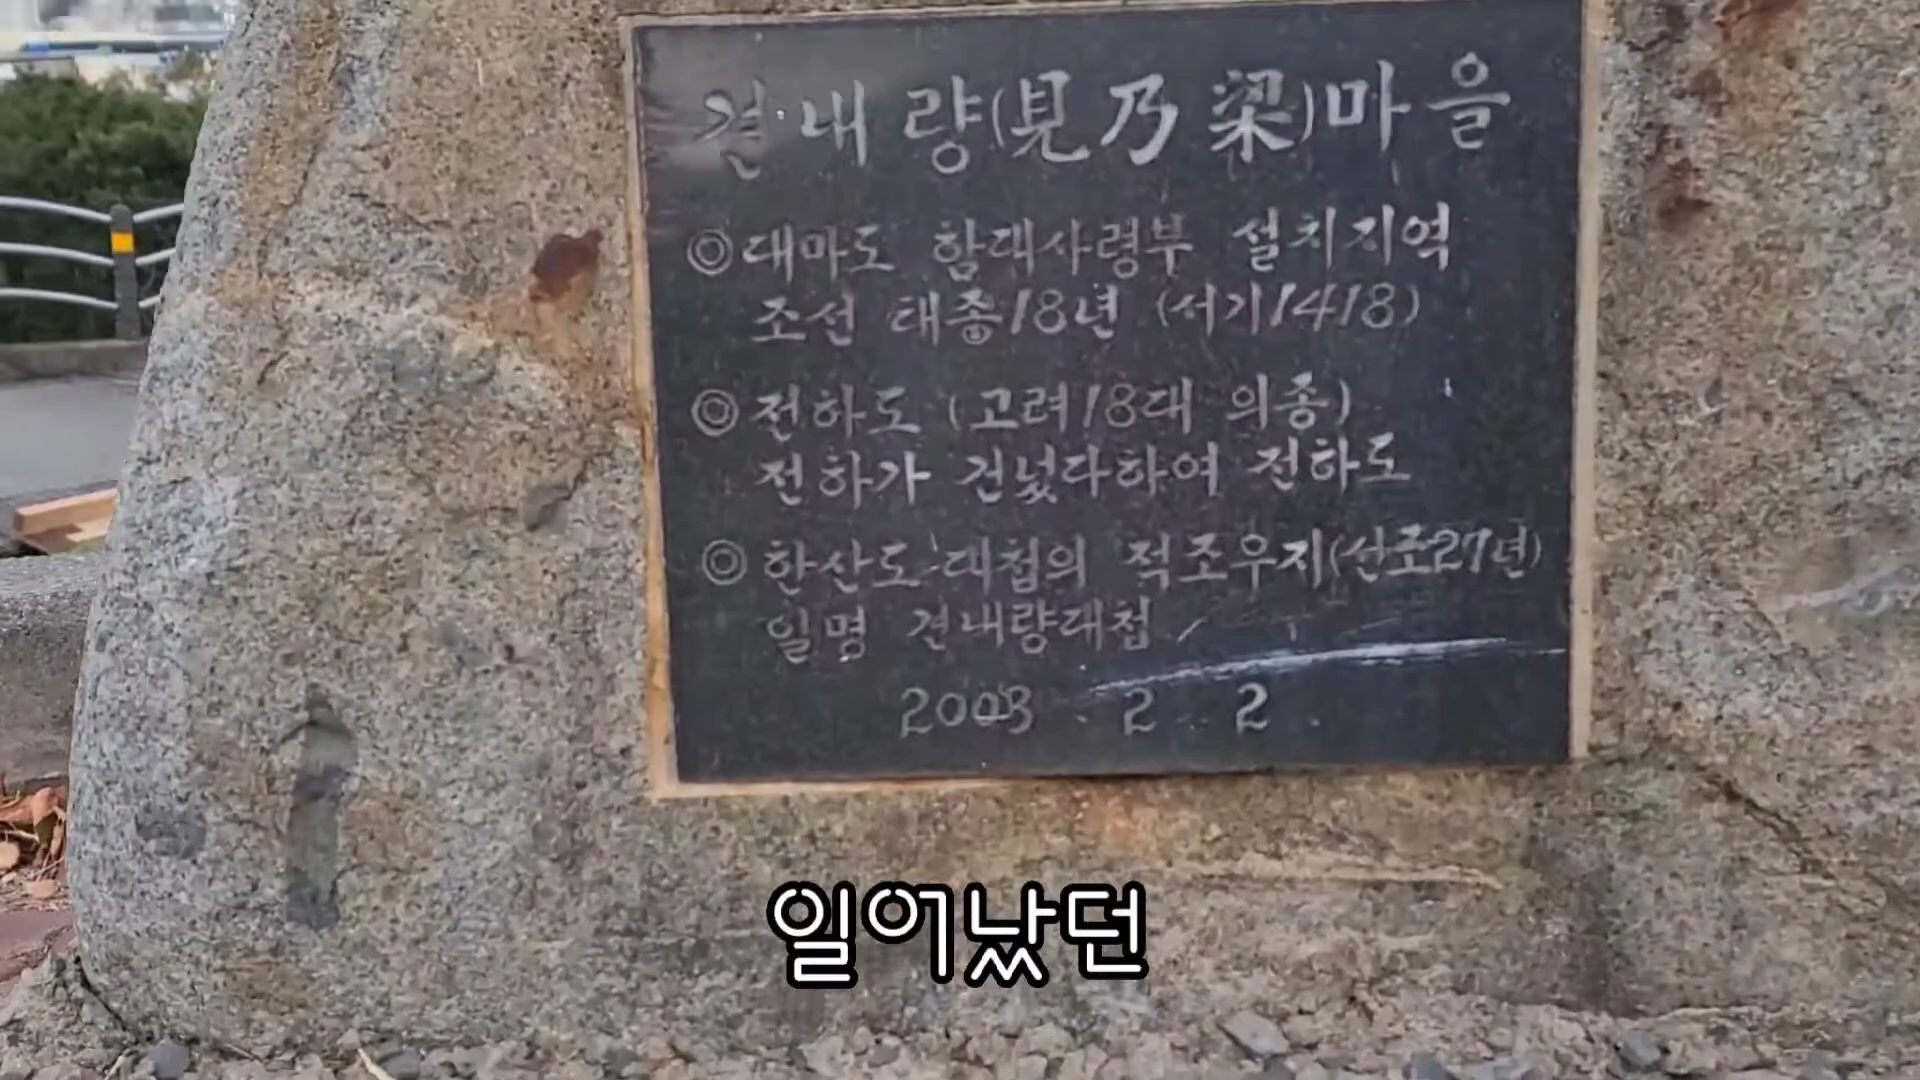 견내량(見乃梁)마을
◎대마도 함대사령부 설치지역
조선 태종18년 (서기1418)
◎전하도 (고려18대 의종)
전하가 건넜다하여 전하도
◎한산도 대첩의 적조우지(선조27년)
일명 견내량대첩
2003. 2. 2.
일어났던